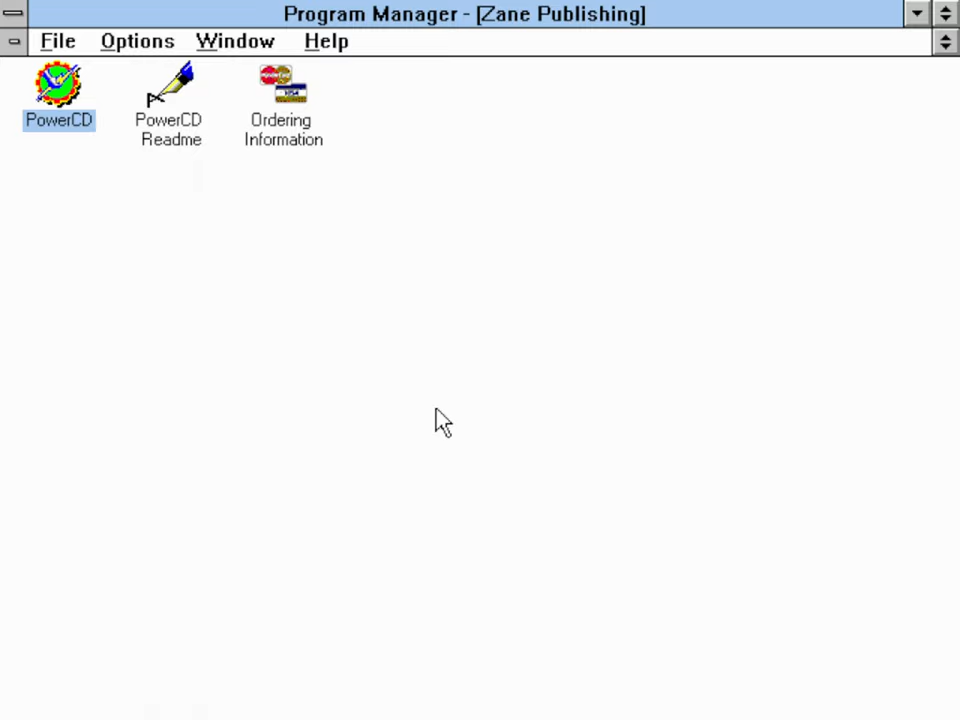 Program Manager - [Zane Publishing]
File Options Window Help
PowerCD
PowerCD
Readme
Ordering
Information